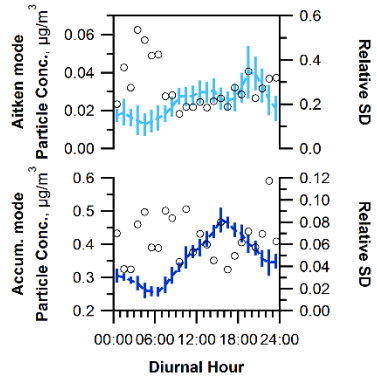 Aitken mode
Particle Conc., µg/m³
0.06
0.04
0.02
0.00
0.6
0.4
0.2
0.0
Relative SD
Accum. mode
Particle Conc., µg/m³
0.6
0.5
0.4
0.3
0.2
0.12
0.10
0.08
0.06
0.04
0.02
0.00
Relative SD
00:00 06:00 12:00 18:00 24:00
Diurnal Hour